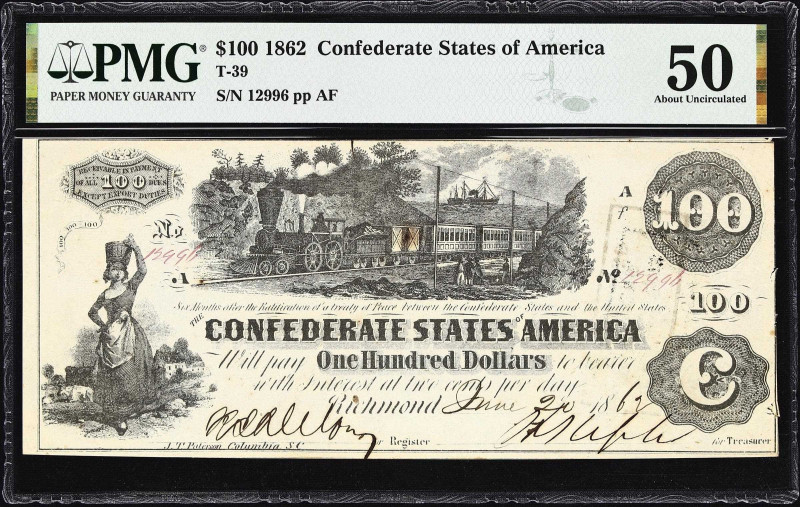 PMG®
PAPER MONEY GUARANTY
$100 1862 Confederate States of America
T-39
S/N 12996 pp AF
50
About Uncirculated
RECEIVABLE IN PAYMENT
OF ALL 100 DUES
EXCEPT EXPORT DUTIES
100 100 100
No 12996
A
100
A
No 12996
100
Six Months after the Ratification of a treaty of Peace between the Confederate States and the United States
THE CONFEDERATE STATES OF AMERICA
Will pay One Hundred Dollars to bearer
with Interest at two cents per day
Richmond June 20 1862
C
for Register
for Treasurer
J. T. Paterson Columbia S C